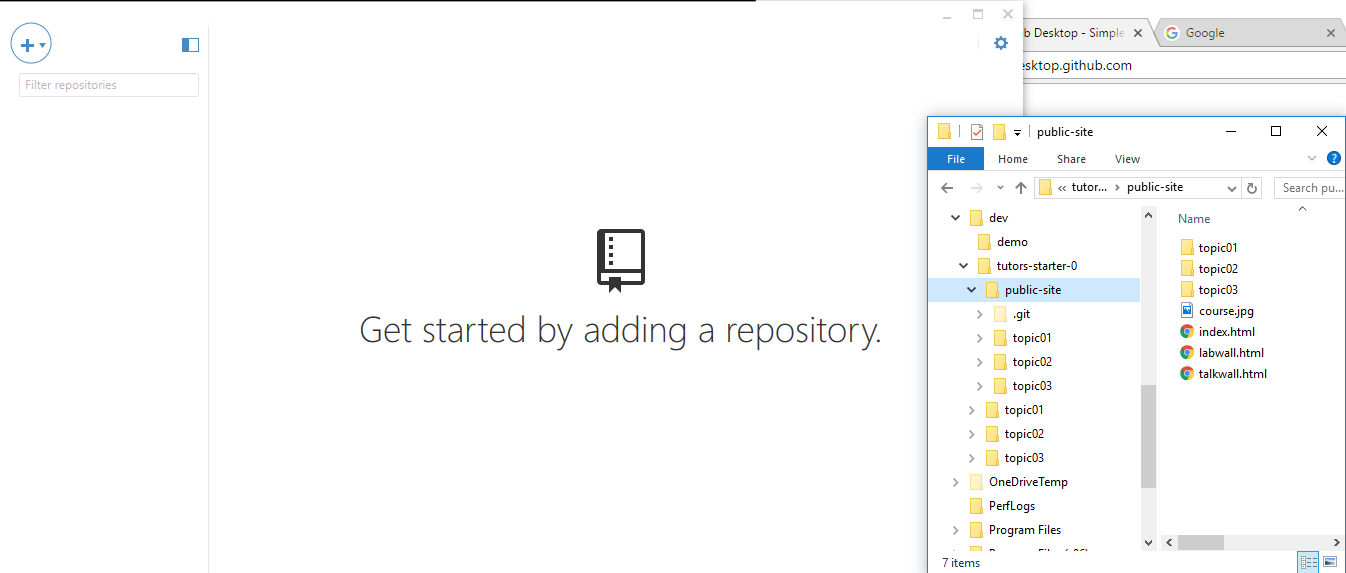 Filter repositories
Get started by adding a repository.
b Desktop - Simple
Google
esktop.github.com
public-site
File
Home
Share
View
?
« tutor... > public-site
Search pu...
dev
demo
tutors-starter-0
public-site
.git
topic01
topic02
topic03
topic01
topic02
topic03
OneDriveTemp
PerfLogs
Program Files
Name
topic01
topic02
topic03
course.jpg
index.html
labwall.html
talkwall.html
7 items